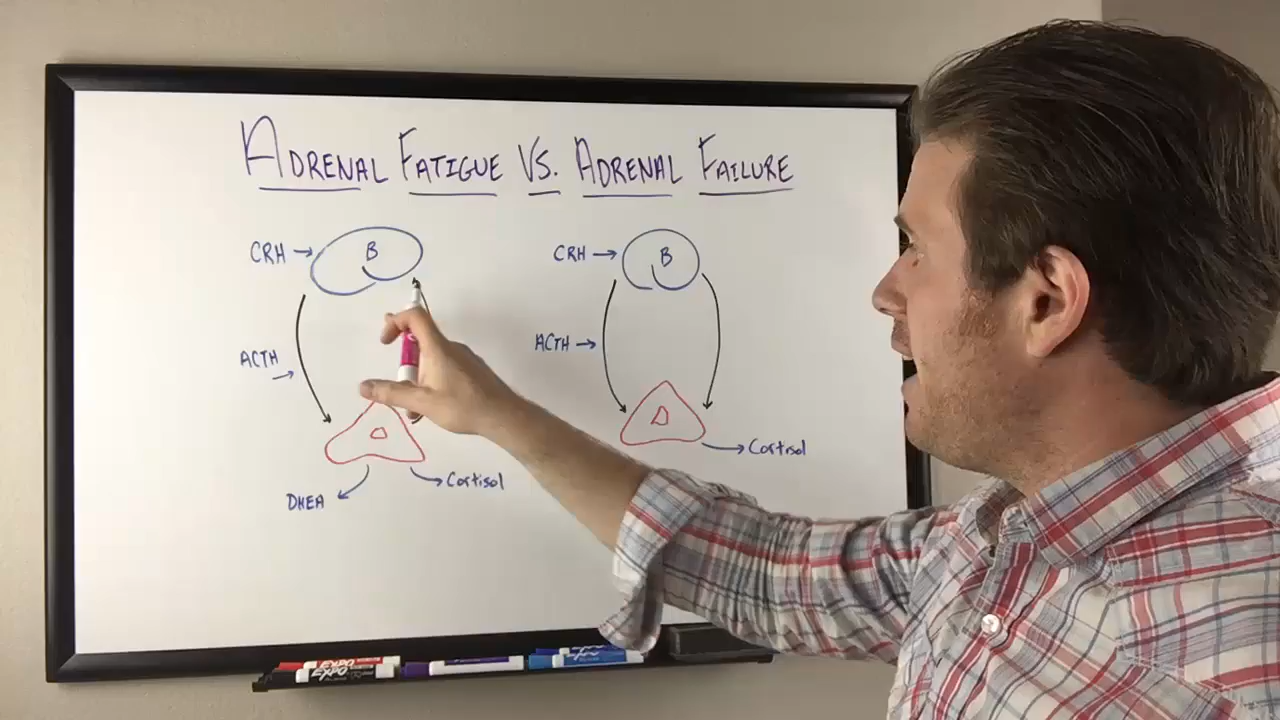 ADRENAL FATIGUE VS. ADRENAL FAILURE
CRH → B
ACTH →
DHEA
Cortisol
CRH → B
ACTH →
Cortisol
EXPO
EXPO